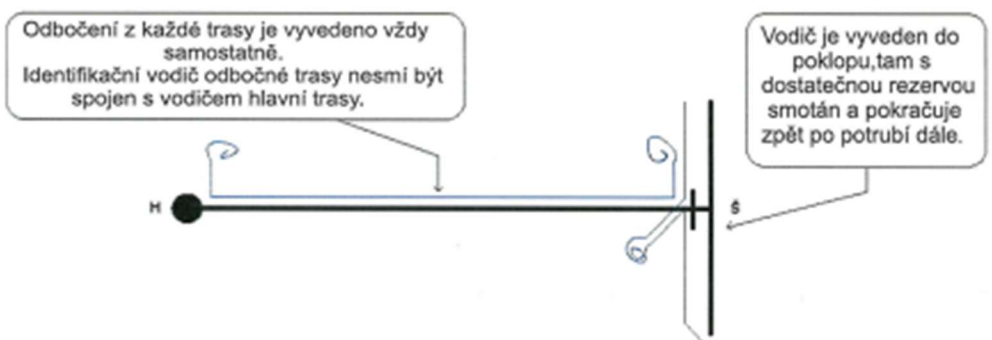 Odbočení z každé trasy je vyvedeno vždy
samostatně.
Identifikační vodič odbočné trasy nesmí být
spojen s vodičem hlavní trasy.
Vodič je vyveden do
poklopu,tam s
dostatečnou rezervou
smotán a pokračuje
zpět po potrubí dále.
H
Š